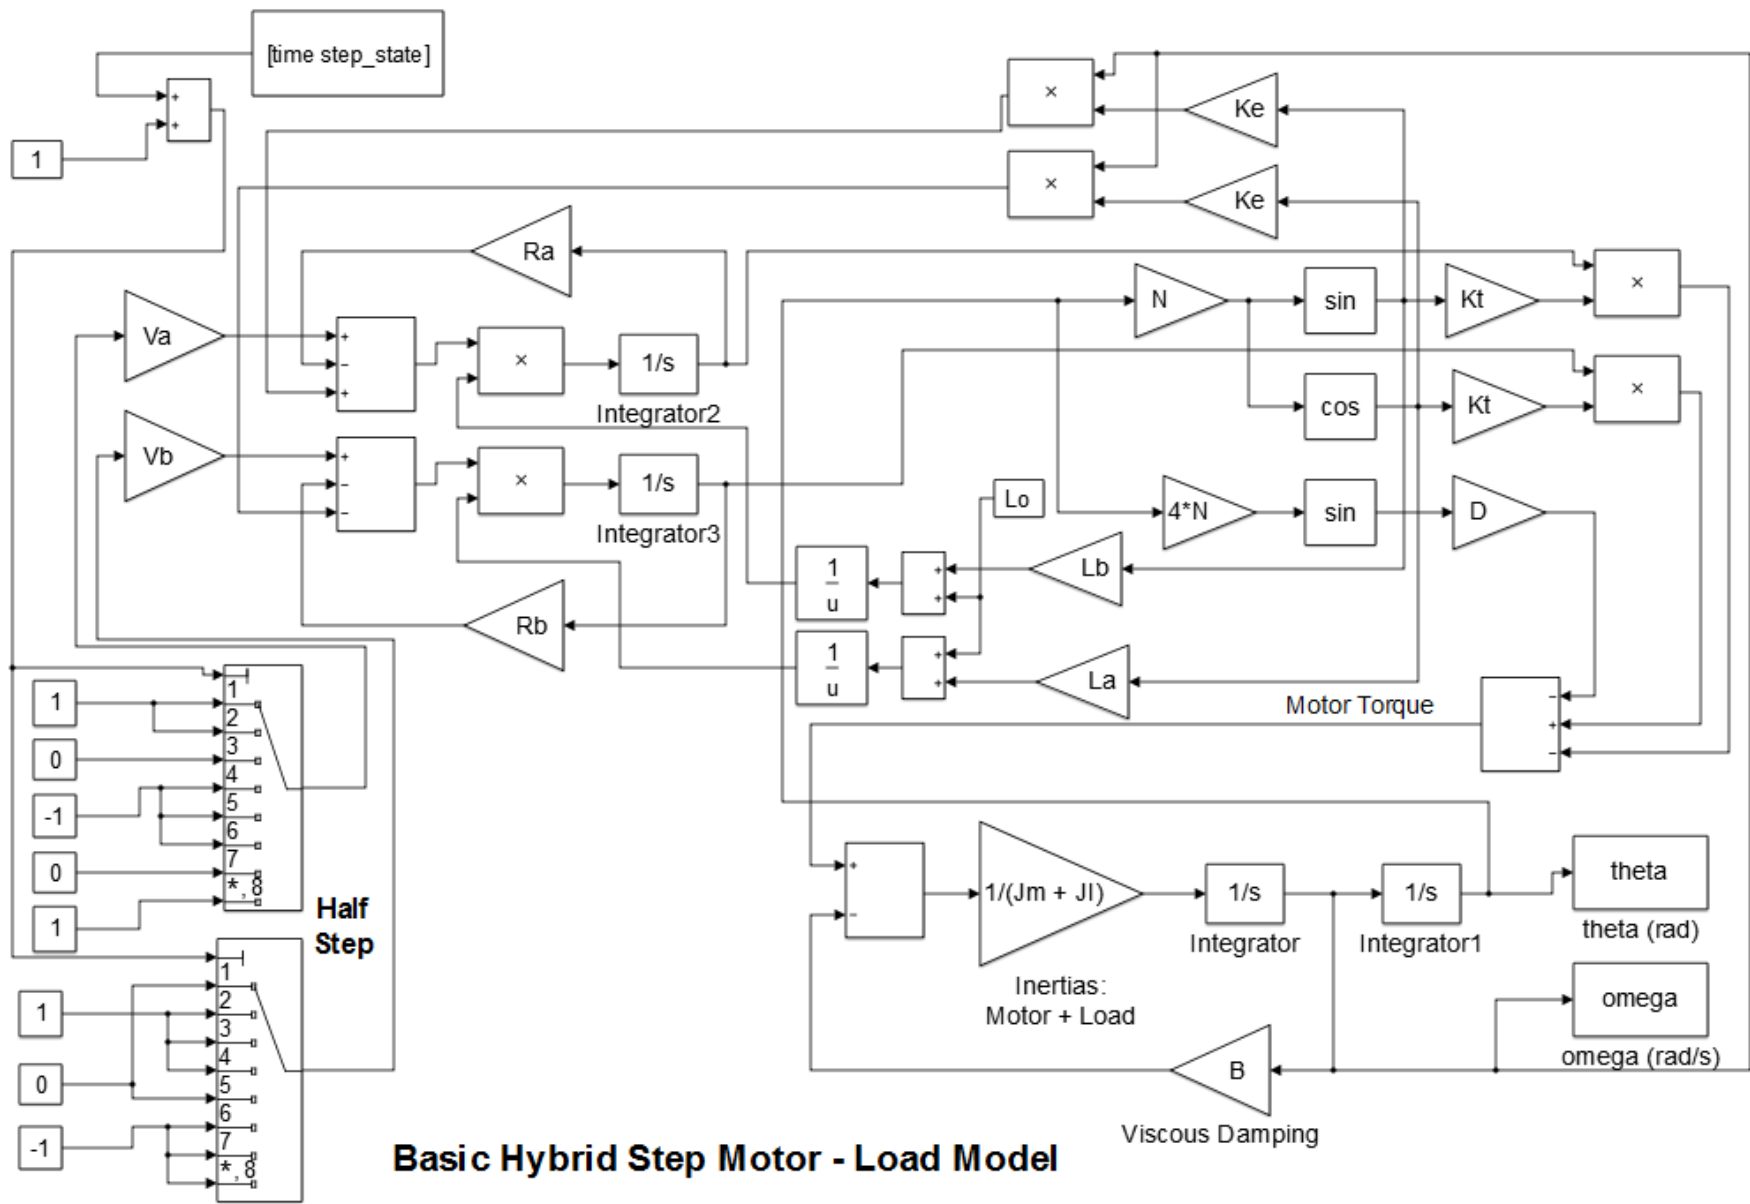 [time step_state]
+
+
1
×
Ke
×
Ke
Ra
N
sin
Kt
×
Va
+
−
+
×
1/s
Integrator2
cos
Kt
×
Vb
+
−
−
×
1/s
Integrator3
Lo
4*N
sin
D
1
u
+
+
Lb
Rb
1
u
+
+
La
Motor Torque
−
+
−
1
0
-1
0
1
1
2
3
4
5
6
7
*, 8
Half
Step
+
−
1/(Jm + Jl)
Inertias:
Motor + Load
1/s
Integrator
1/s
Integrator1
theta
theta (rad)
omega
omega (rad/s)
B
Viscous Damping
1
0
-1
1
2
3
4
5
6
7
*, 8
Basic Hybrid Step Motor - Load Model